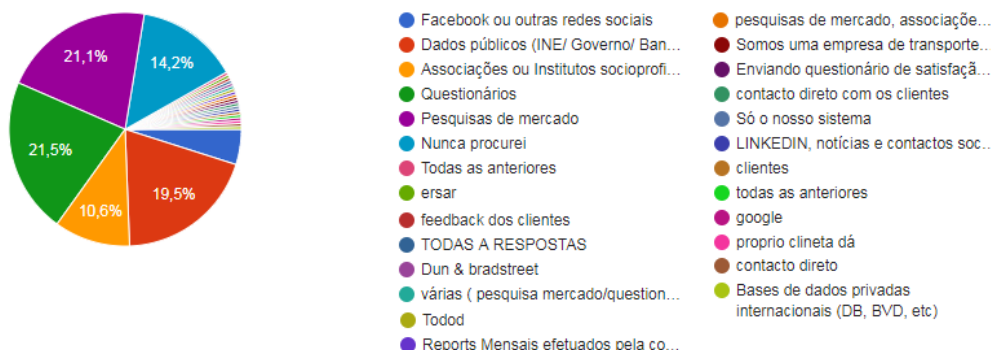 21,1%
14,2%
21,5%
19,5%
10,6%
Facebook ou outras redes sociais
Dados públicos (INE/ Governo/ Ban...
Associações ou Institutos socioprofi...
Questionários
Pesquisas de mercado
Nunca procurei
Todas as anteriores
ersar
feedback dos clientes
TODAS A RESPOSTAS
Dun & bradstreet
várias ( pesquisa mercado/question...
Todod
Reports Mensais efetuados pela co...
pesquisas de mercado, associaçõe...
Somos uma empresa de transporte...
Enviando questionário de satisfaçã...
contacto direto com os clientes
Só o nosso sistema
LINKEDIN, notícias e contactos soc...
clientes
todas as anteriores
google
proprio clineta dá
contacto direto
Bases de dados privadas
internacionais (DB, BVD, etc)